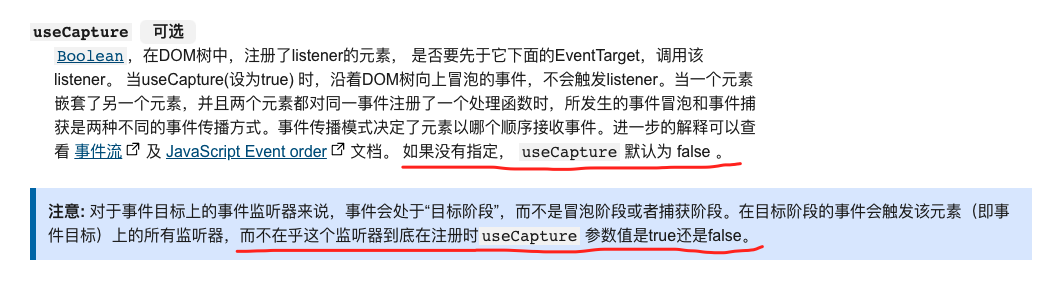 useCapture 可选
Boolean，在DOM树中，注册了listener的元素， 是否要先于它下面的EventTarget，调用该
listener。 当useCapture(设为true) 时，沿着DOM树向上冒泡的事件，不会触发listener。当一个元素
嵌套了另一个元素，并且两个元素都对同一事件注册了一个处理函数时，所发生的事件冒泡和事件捕
获是两种不同的事件传播方式。事件传播模式决定了元素以哪个顺序接收事件。进一步的解释可以查
看 事件流 及 JavaScript Event order 文档。 如果没有指定， useCapture 默认为 false 。
注意: 对于事件目标上的事件监听器来说，事件会处于“目标阶段”，而不是冒泡阶段或者捕获阶段。在目标阶段的事件会触发该元素（即事
件目标）上的所有监听器，而不在乎这个监听器到底在注册时useCapture 参数值是true还是false。